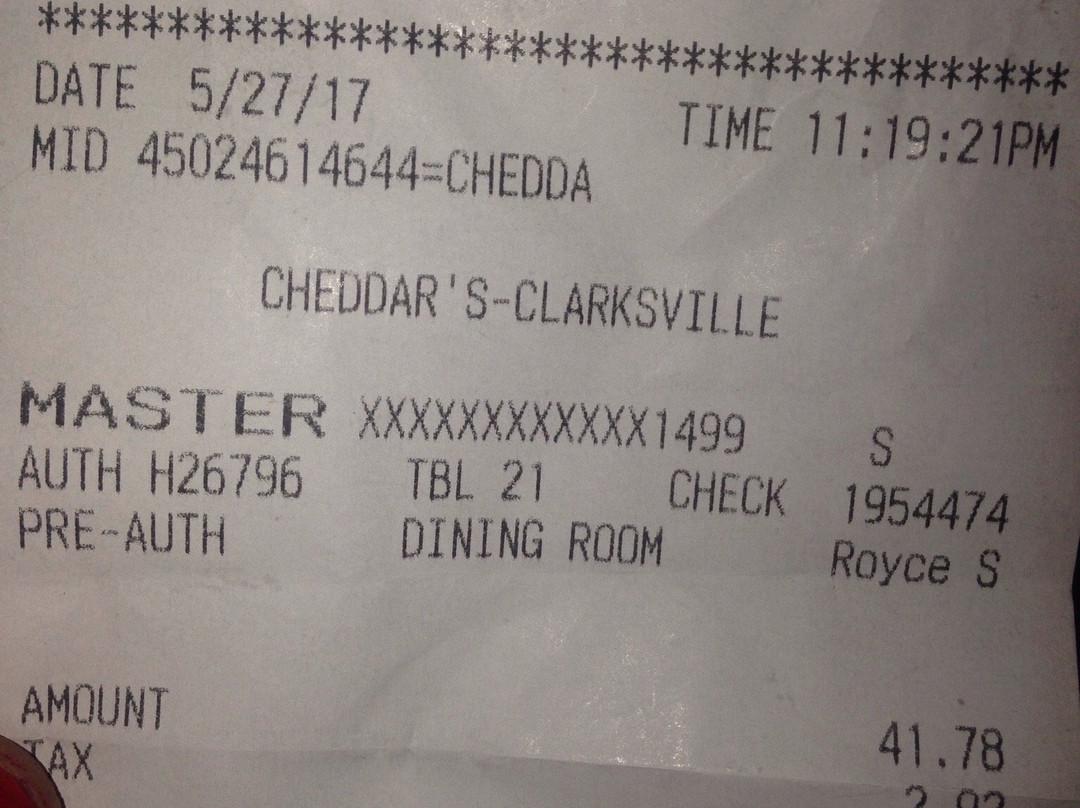 ****************************************
DATE 5/27/17 TIME 11:19:21PM
MID 45024614644=CHEDDA
CHEDDAR'S-CLARKSVILLE
MASTER XXXXXXXXXXXX1499 S
AUTH H26796 TBL 21 CHECK 1954474
PRE-AUTH DINING ROOM Royce S
AMOUNT 41.78
TAX